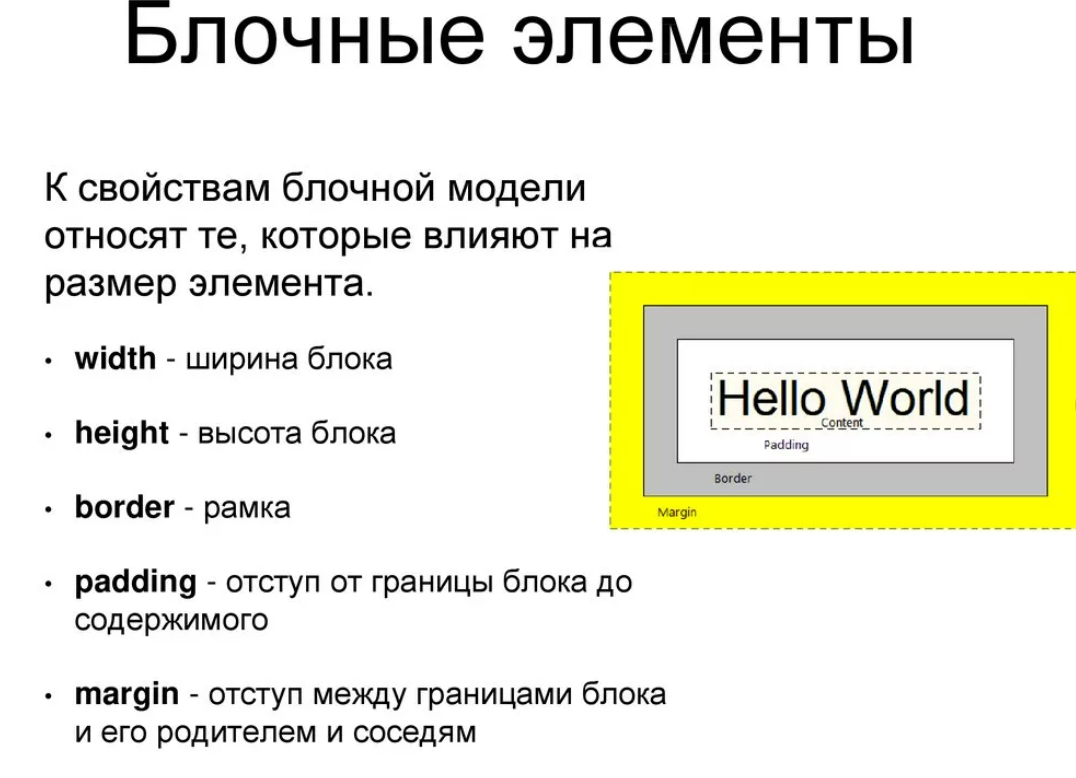 Блочные элементы
К свойствам блочной модели
относят те, которые влияют на
размер элемента.
• width - ширина блока
• height - высота блока
• border - рамка
• padding - отступ от границы блока до
содержимого
• margin - отступ между границами блока
и его родителем и соседям
Hello World
Content
Padding
Border
Margin